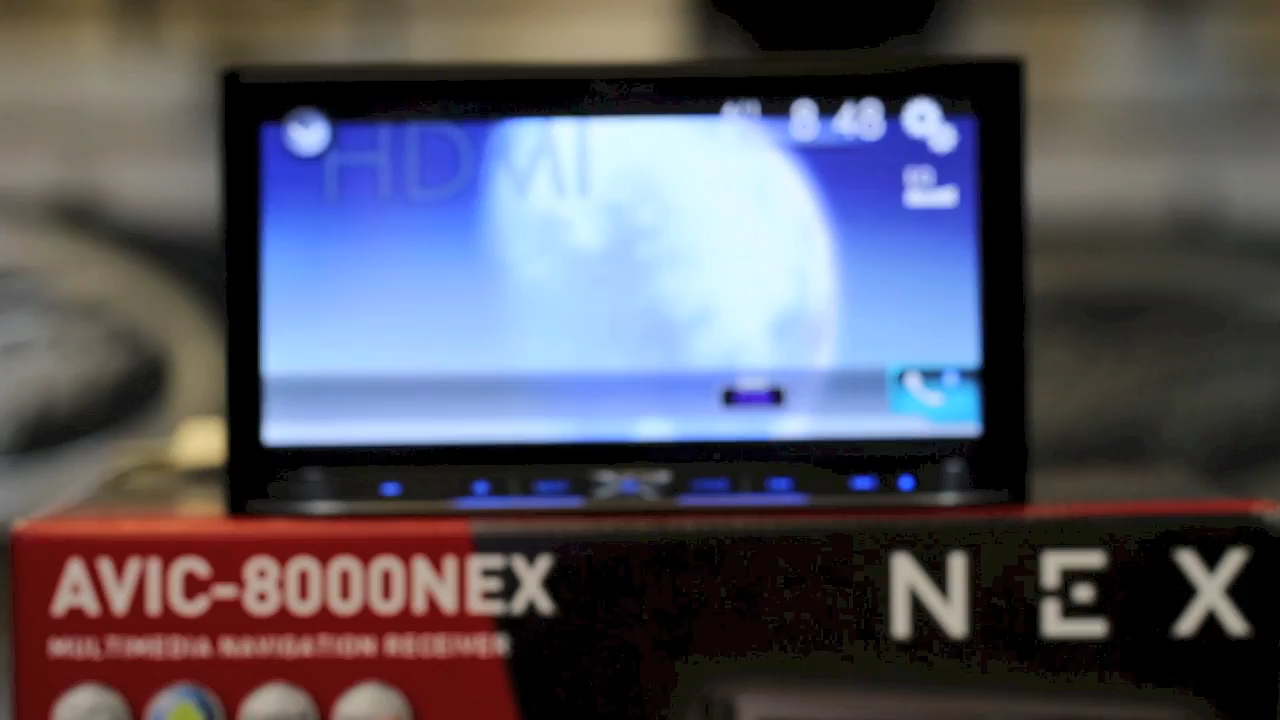 8:48
HDMI
AVIC-8000NEX
NEX
MULTIMEDIA NAVIGATION RECEIVER